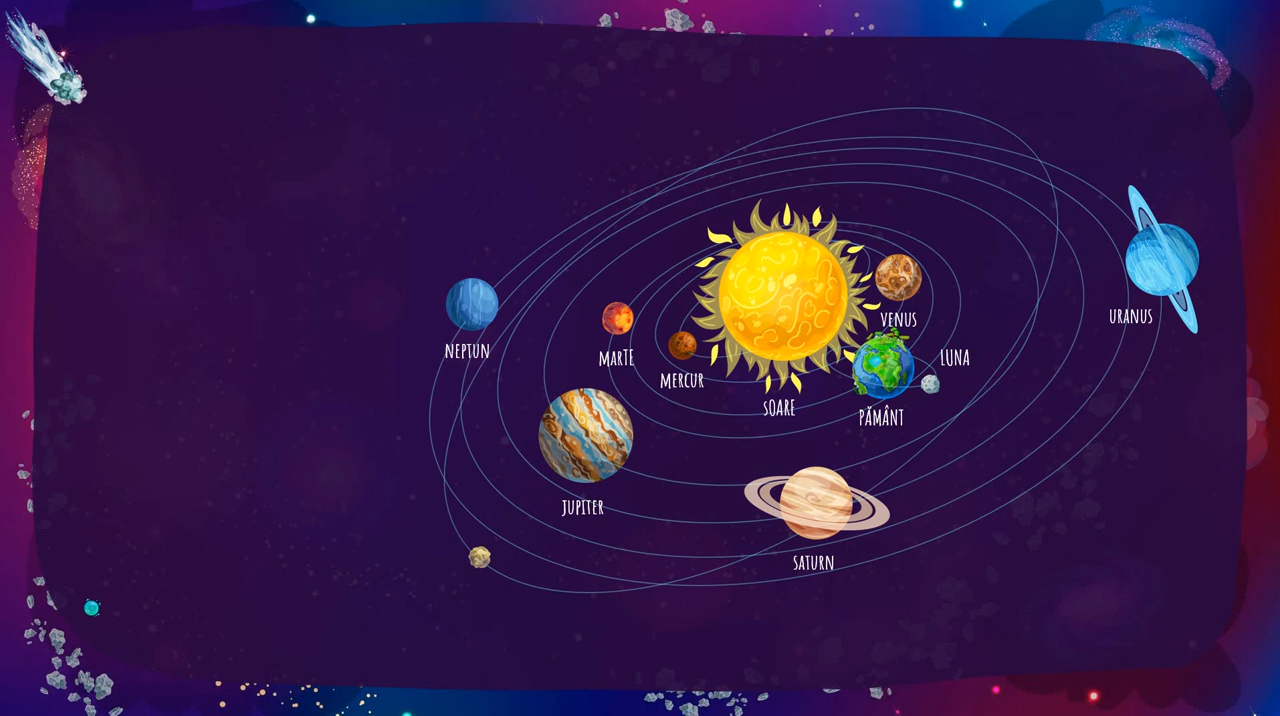 VENUS
URANUS
NEPTUN
MARTE
LUNA
MERCUR
SOARE
PĂMÂNT
JUPITER
SATURN